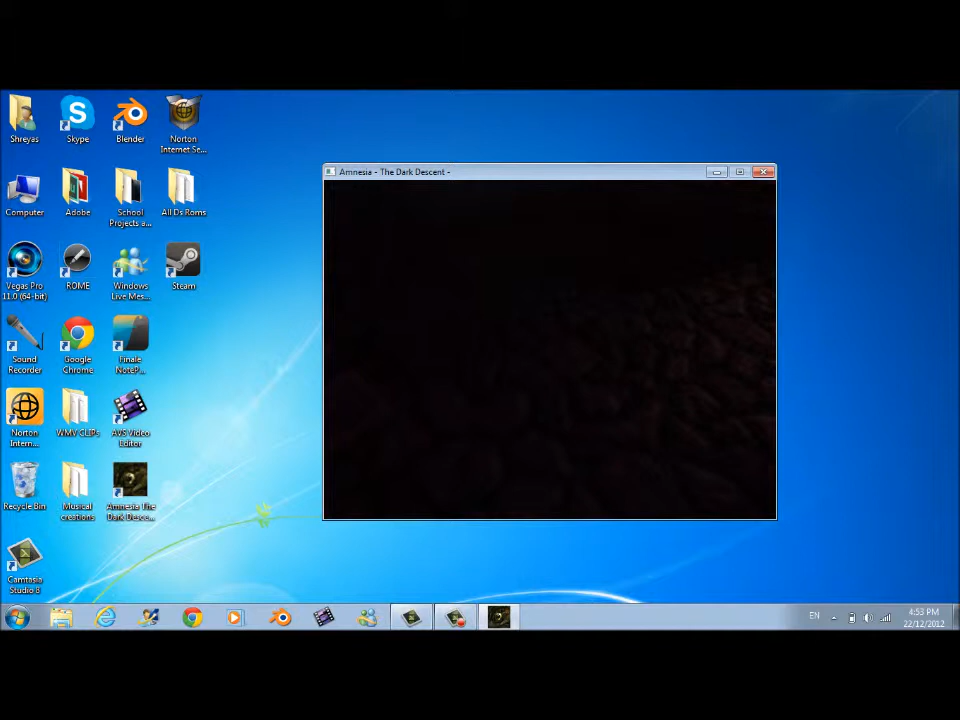 Shreyas
Skype
Blender
Norton
Internet Se...
Amnesia - The Dark Descent -
Computer
Adobe
School
Projects a...
All Ds Roms
Vegas Pro
11.0 (64-bit)
ROME
Windows
Live Mes...
Steam
Sound
Recorder
Google
Chrome
Finale
NoteP...
Norton
Intern...
WMV CLIPs
AVS Video
Editor
Recycle Bin
Musical
creations
Amnesia The
Dark Desce...
Camtasia
Studio 8
EN
4:53 PM
22/12/2012